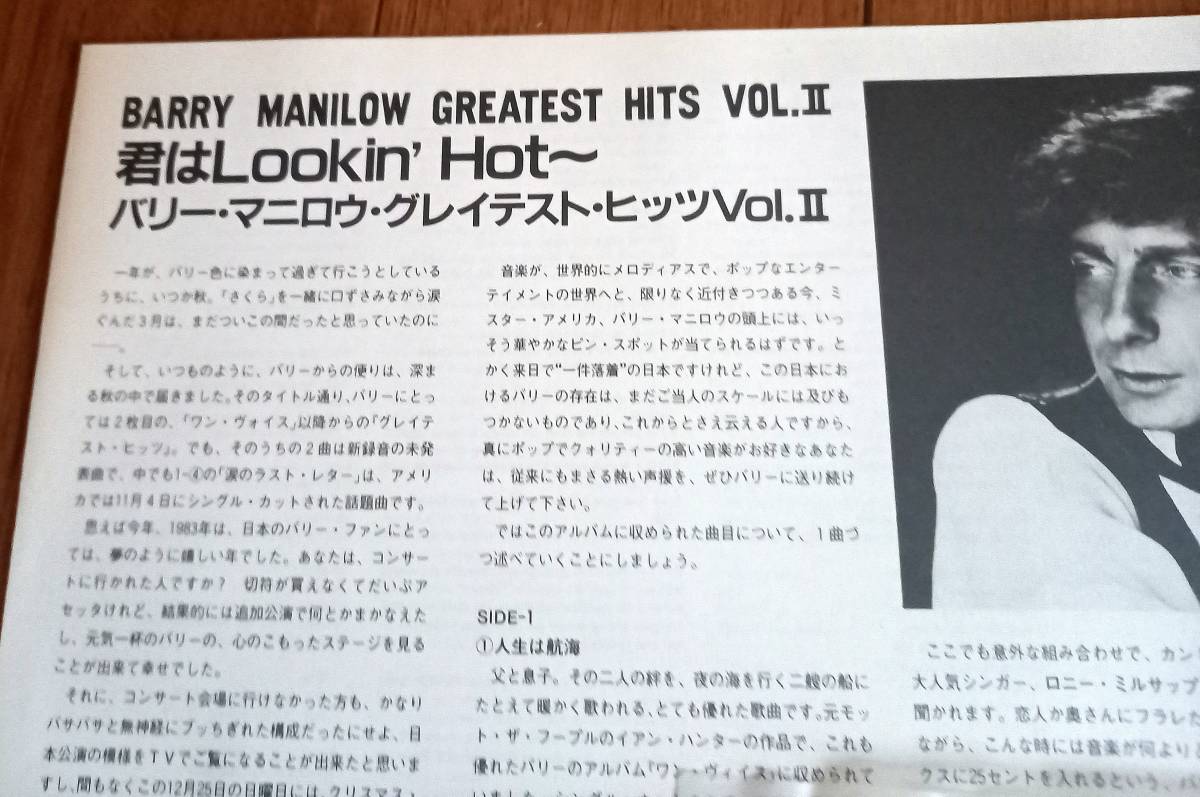 BARRY MANILOW GREATEST HITS VOL.II
君はLookin' Hot〜
バリー・マニロウ・グレイテスト・ヒッツVol.II
一年が、バリー色に染まって過ぎて行こうとしている
うちに、いつか秋。「さくら」を一緒に口ずさみながら涙
ぐんだ3月は、まだついこの間だったと思っていたのに
──。
そして、いつものように、バリーからの便りは、深ま
る秋の中で届きました。そのタイトル通り、バリーにとっ
ては2枚目の、「ワン・ヴォイス」以降からの「グレイテ
スト・ヒッツ」。でも、そのうちの2曲は新録音の未発
表曲で、中でも1-④の「涙のラスト・レター」は、アメリ
カでは11月4日にシングル・カットされた話題曲です。
思えば今年、1983年は、日本のバリー・ファンにとっ
ては、夢のように嬉しい年でした。あなたは、コンサー
トに行かれた人ですか？ 切符が買えなくてだいぶア
セッタけれど、結果的には追加公演で何とかまかなえた
し、元気一杯のバリーの、心のこもったステージを見る
ことが出来て幸せでした。
それに、コンサート会場に行けなかった方も、かなり
バサバサと無神経にブッちぎれた構成だったにせよ、日
本公演の模様をTVでご覧になることが出来たと思いま
すし、間もなくこの12月25日の日曜日には、クリスマス・
音楽が、世界的にメロディアスで、ポップなエンター
テイメントの世界へと、限りなく近付きつつある今、ミ
スター・アメリカ、バリー・マニロウの頭上には、いっ
そう華やかなピン・スポットが当てられるはずです。と
かく来日で“一件落着”の日本ですけれど、この日本にお
けるバリーの存在は、まだご当人のスケールには及びも
つかないものであり、これからとさえ云える人ですから、
真にポップでクォリティーの高い音楽がお好きなあなた
は、従来にもまさる熱い声援を、ぜひバリーに送り続け
て上げて下さい。
ではこのアルバムに収められた曲目について、1曲づ
つ述べていくことにしましょう。
SIDE-1
①人生は航海
父と息子。その二人の絆を、夜の海を行く二艘の船に
たとえて暖かく歌われる、とても優れた歌曲です。元モッ
ト・ザ・フープルのイアン・ハンターの作品で、これも
優れたバリーのアルバム「ワン・ヴォイス」に収められて
ここでも意外な組み合わせで、カン
大人気シンガー、ロニー・ミルサップ
聞かれます。恋人か奥さんにフラレ
ながら、こんな時には音楽が何より
クスに25セントを入れるという、バ